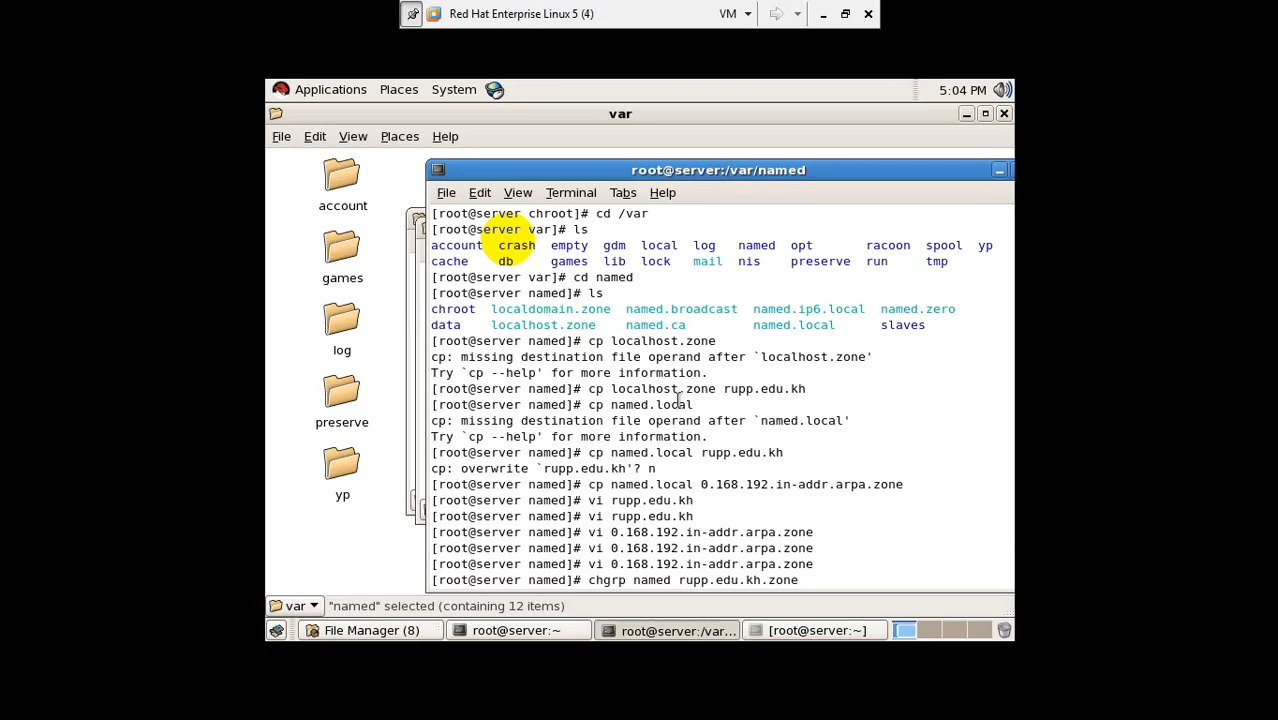 Red Hat Enterprise Linux 5 (4)
VM
Applications Places System
5:04 PM
var
File Edit View Places Help
account
games
log
preserve
yp
root@server:/var/named
File Edit View Terminal Tabs Help
[root@server chroot]# cd /var
[root@server var]# ls
account crash empty gdm local log named opt racoon spool yp
cache db games lib lock mail nis preserve run tmp
[root@server var]# cd named
[root@server named]# ls
chroot localdomain.zone named.broadcast named.ip6.local named.zero
data localhost.zone named.ca named.local slaves
[root@server named]# cp localhost.zone
cp: missing destination file operand after `localhost.zone'
Try `cp --help' for more information.
[root@server named]# cp localhost.zone rupp.edu.kh
[root@server named]# cp named.local
cp: missing destination file operand after `named.local'
Try `cp --help' for more information.
[root@server named]# cp named.local rupp.edu.kh
cp: overwrite `rupp.edu.kh'? n
[root@server named]# cp named.local 0.168.192.in-addr.arpa.zone
[root@server named]# vi rupp.edu.kh
[root@server named]# vi rupp.edu.kh
[root@server named]# vi 0.168.192.in-addr.arpa.zone
[root@server named]# vi 0.168.192.in-addr.arpa.zone
[root@server named]# vi 0.168.192.in-addr.arpa.zone
[root@server named]# chgrp named rupp.edu.kh.zone
var "named" selected (containing 12 items)
File Manager (8) root@server:~ root@server:/var... [root@server:~]